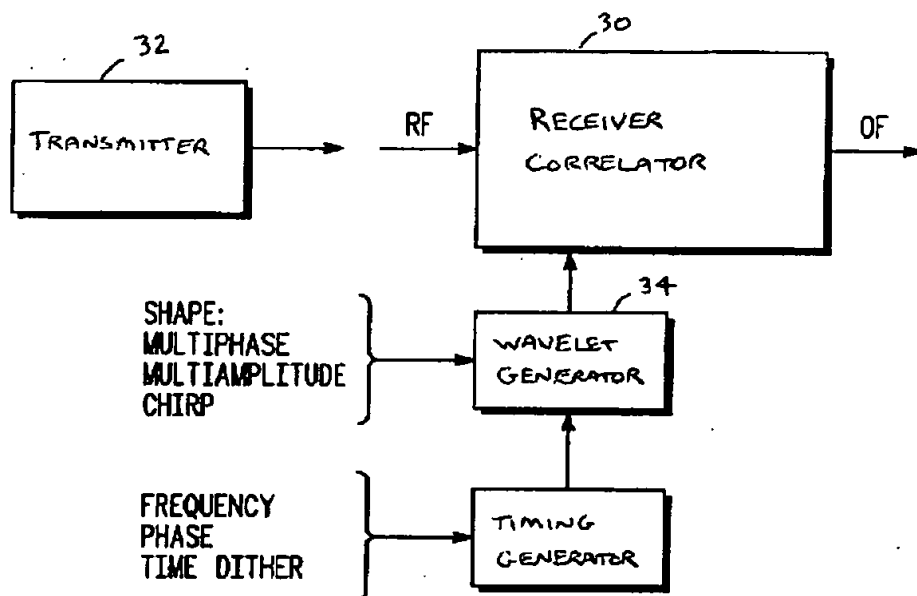 32
TRANSMITTER
RF
30
RECEIVER
CORRELATOR
OF
SHAPE:
MULTIPHASE
MULTIAMPLITUDE
CHIRP
34
WAVELET
GENERATOR
FREQUENCY
PHASE
TIME DITHER
TIMING
GENERATOR